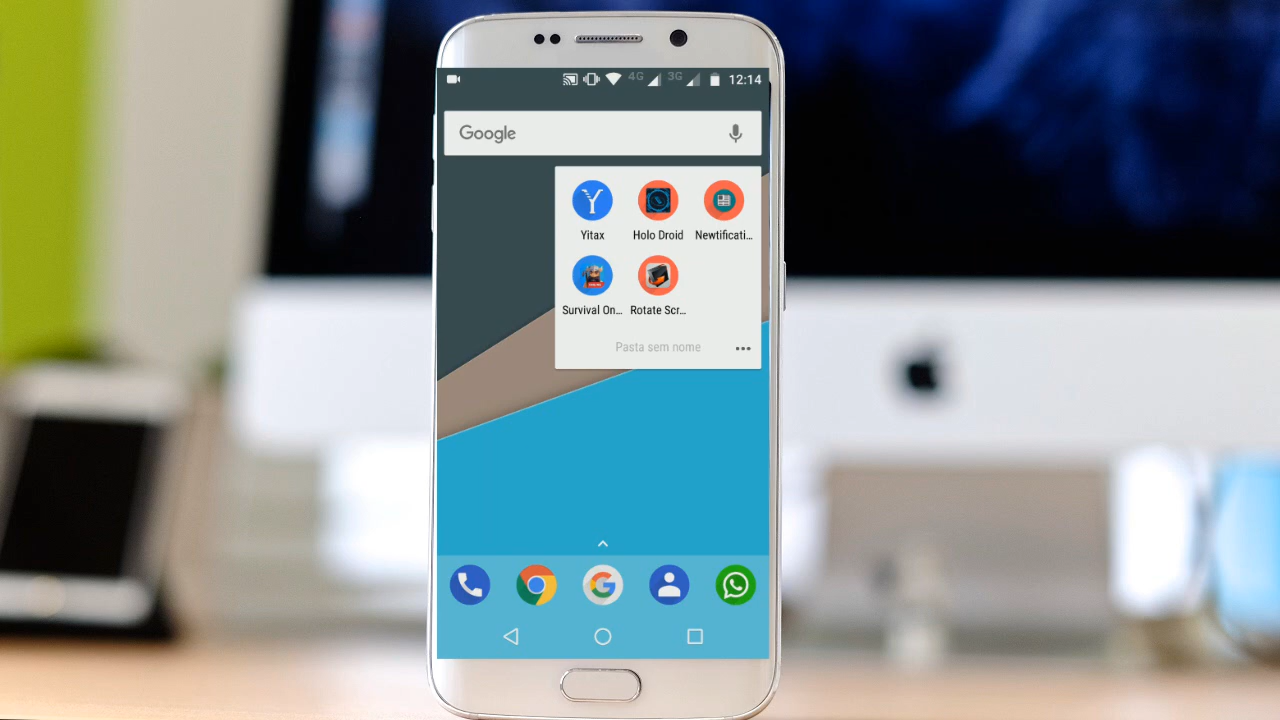 4G 3G 12:14
Google
Yitax Holo Droid Newtificati...
Survival On... Rotate Scr...
Pasta sem nome